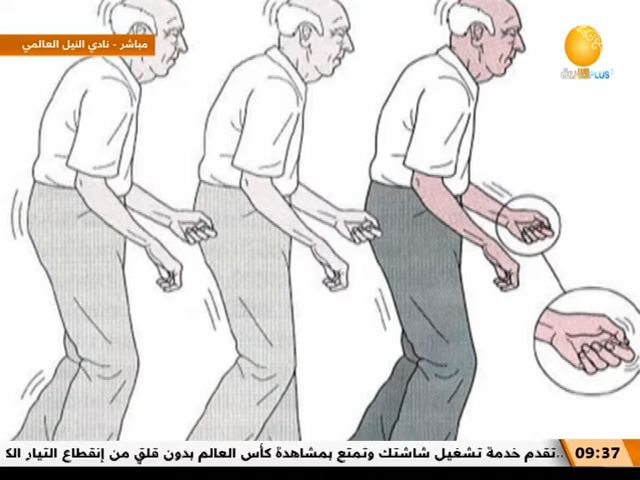 مباشر - نادي النيل العالمي
PLUS
09:37
..تقدم خدمة تشغيل شاشتك وتمتع بمشاهدة كأس العالم بدون قلق من إنقطاع التيار الك